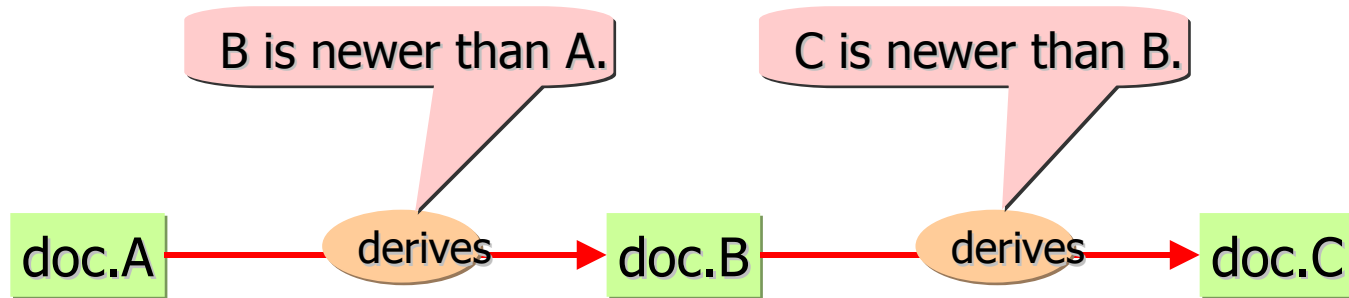 B is newer than A.
C is newer than B.
doc.A
derives
doc.B
derives
doc.C